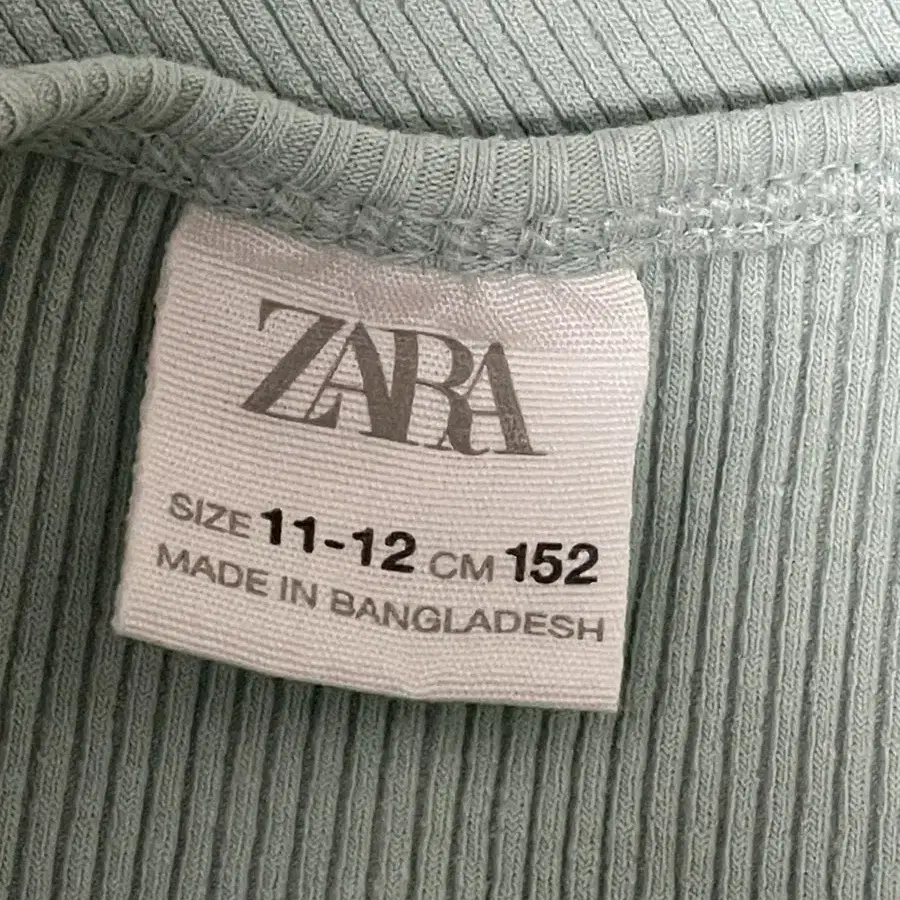 ZARA
SIZE 11-12 CM 152
MADE IN BANGLADESH